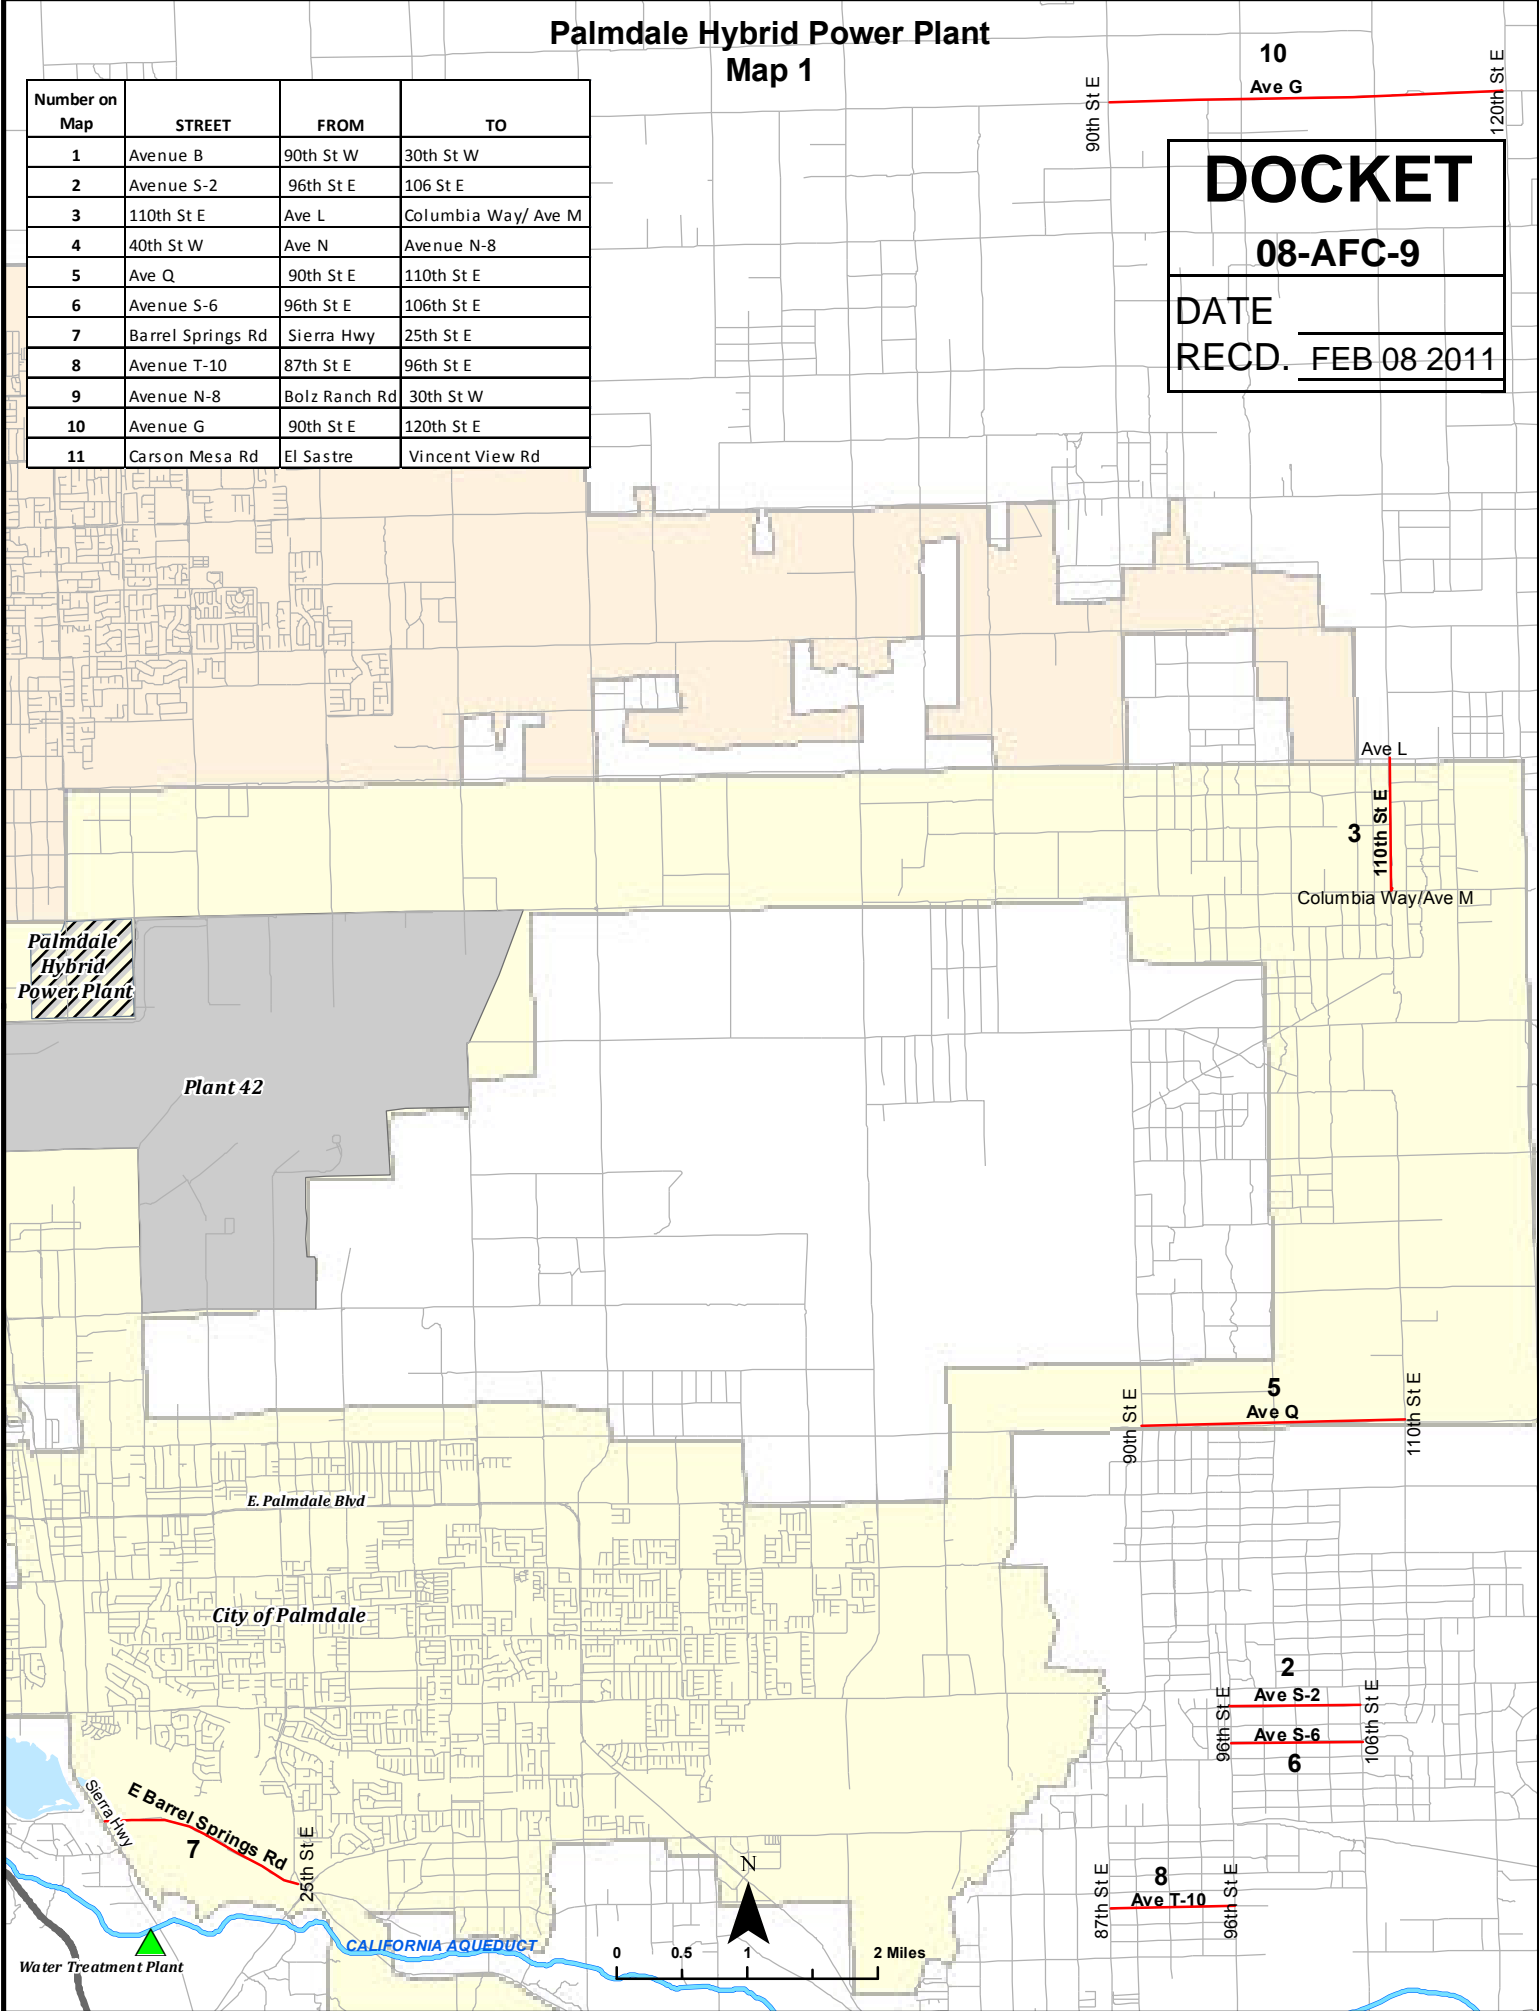 Palmdale Hybrid Power Plant
Map 1
Number on Map STREET FROM TO
1 Avenue B 90th St W 30th St W
2 Avenue S-2 96th St E 106 St E
3 110th St E Ave L Columbia Way/ Ave M
4 40th St W Ave N Avenue N-8
5 Ave Q 90th St E 110th St E
6 Avenue S-6 96th St E 106th St E
7 Barrel Springs Rd Sierra Hwy 25th St E
8 Avenue T-10 87th St E 96th St E
9 Avenue N-8 Bolz Ranch Rd 30th St W
10 Avenue G 90th St E 120th St E
11 Carson Mesa Rd El Sastre Vincent View Rd
10
Ave G
90th St E
120th St E
DOCKET
08-AFC-9
DATE
RECD. FEB 08 2011
Ave L
3
110th St E
Columbia Way/Ave M
Palmdale
Hybrid
Power Plant
Plant 42
5
Ave Q
90th St E
110th St E
E. Palmdale Blvd
City of Palmdale
2
Ave S-2
96th St E
106th St E
Ave S-6
6
Sierra Hwy
E Barrel Springs Rd
7
25th St E
8
Ave T-10
87th St E
96th St E
N
0 0.5 1 2 Miles
CALIFORNIA AQUEDUCT
Water Treatment Plant